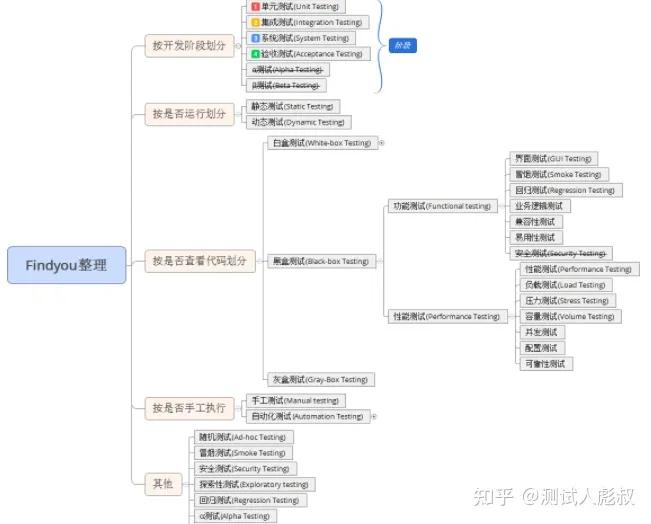 Findyou整理
按开发阶段划分
1 单元测试(Unit Testing)
2 集成测试(Integration Testing)
3 系统测试(System Testing)
4 验收测试(Acceptance Testing)
α测试(Alpha Testing)
β测试(Beta Testing)
阶段
按是否运行划分
静态测试(Static Testing)
动态测试(Dynamic Testing)
按是否查看代码划分
白盒测试(White-box Testing)
黑盒测试(Black-box Testing)
功能测试(Functional testing)
界面测试(GUI Testing)
冒烟测试(Smoke Testing)
回归测试(Regression Testing)
业务逻辑测试
兼容性测试
易用性测试
安全测试(Security Testing)
性能测试(Performance Testing)
性能测试(Performance Testing)
负载测试(Load Testing)
压力测试(Stress Testing)
容量测试(Volume Testing)
并发测试
配置测试
可靠性测试
灰盒测试(Gray-Box Testing)
按是否手工执行
手工测试(Manual testing)
自动化测试(Automation Testing)
其他
随机测试(Ad-hoc Testing)
冒烟测试(Smoke Testing)
安全测试(Security Testing)
探索性测试(Exploratory testing)
回归测试(Regression Testing)
α测试(Alpha Testing)
知乎 @测试人彪叔